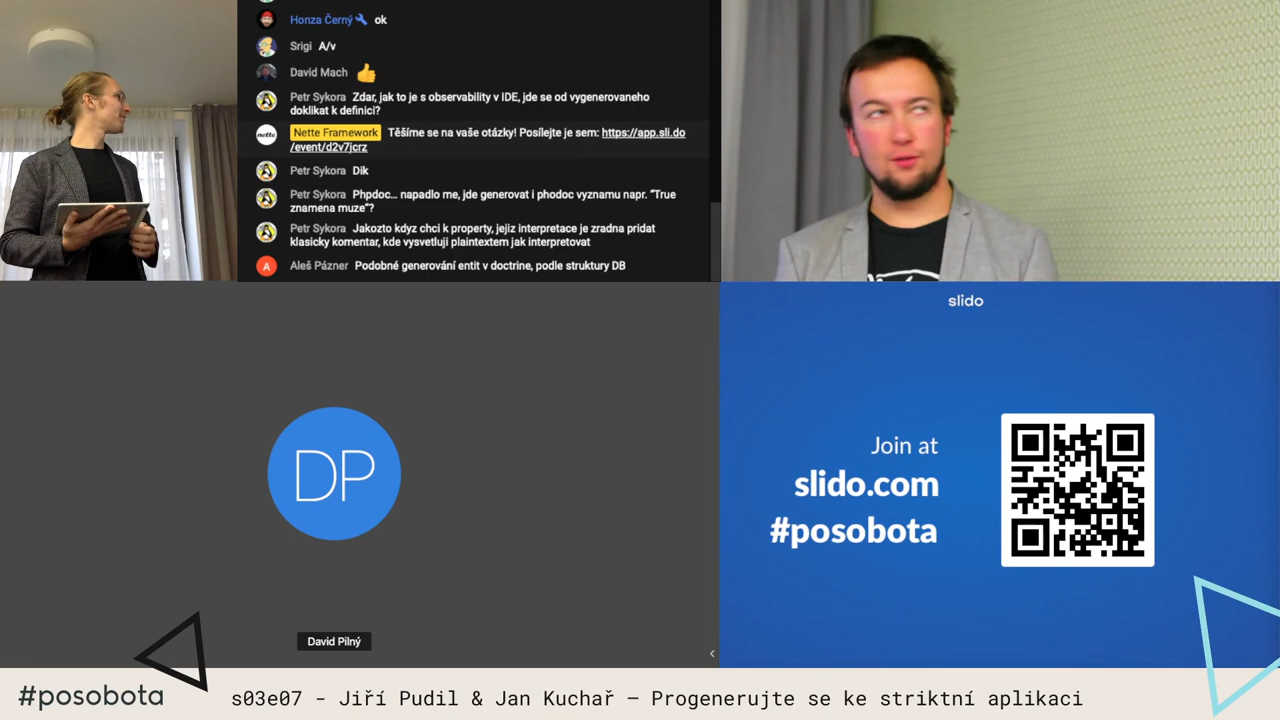 Honza Černý ok
Srigi A/v
David Mach 👍
Petr Sykora Zdar, jak to je s observability v IDE, jde se od vygenerovaneho
doklikat k definici?
nette
Nette Framework Těšíme se na vaše otázky! Posílejte je sem: https://app.sli.do
/event/d2v7jcrz
Petr Sykora Dik
Petr Sykora Phpdoc... napadlo me, jde generovat i phodoc vyznamu napr. "True
znamena muze"?
Petr Sykora Jakozto kdyz chci k property, jejiz interpretace je zradna pridat
klasicky komentar, kde vysvetluji plaintextem jak interpretovat
A
Aleš Pázner Podobné generování entit v doctrine, podle struktury DB
slido
Join at
slido.com
#posobota
DP
David Pilný
#posobota
s03e07 - Jiří Pudil & Jan Kuchař – Progenerujte se ke striktní aplikaci